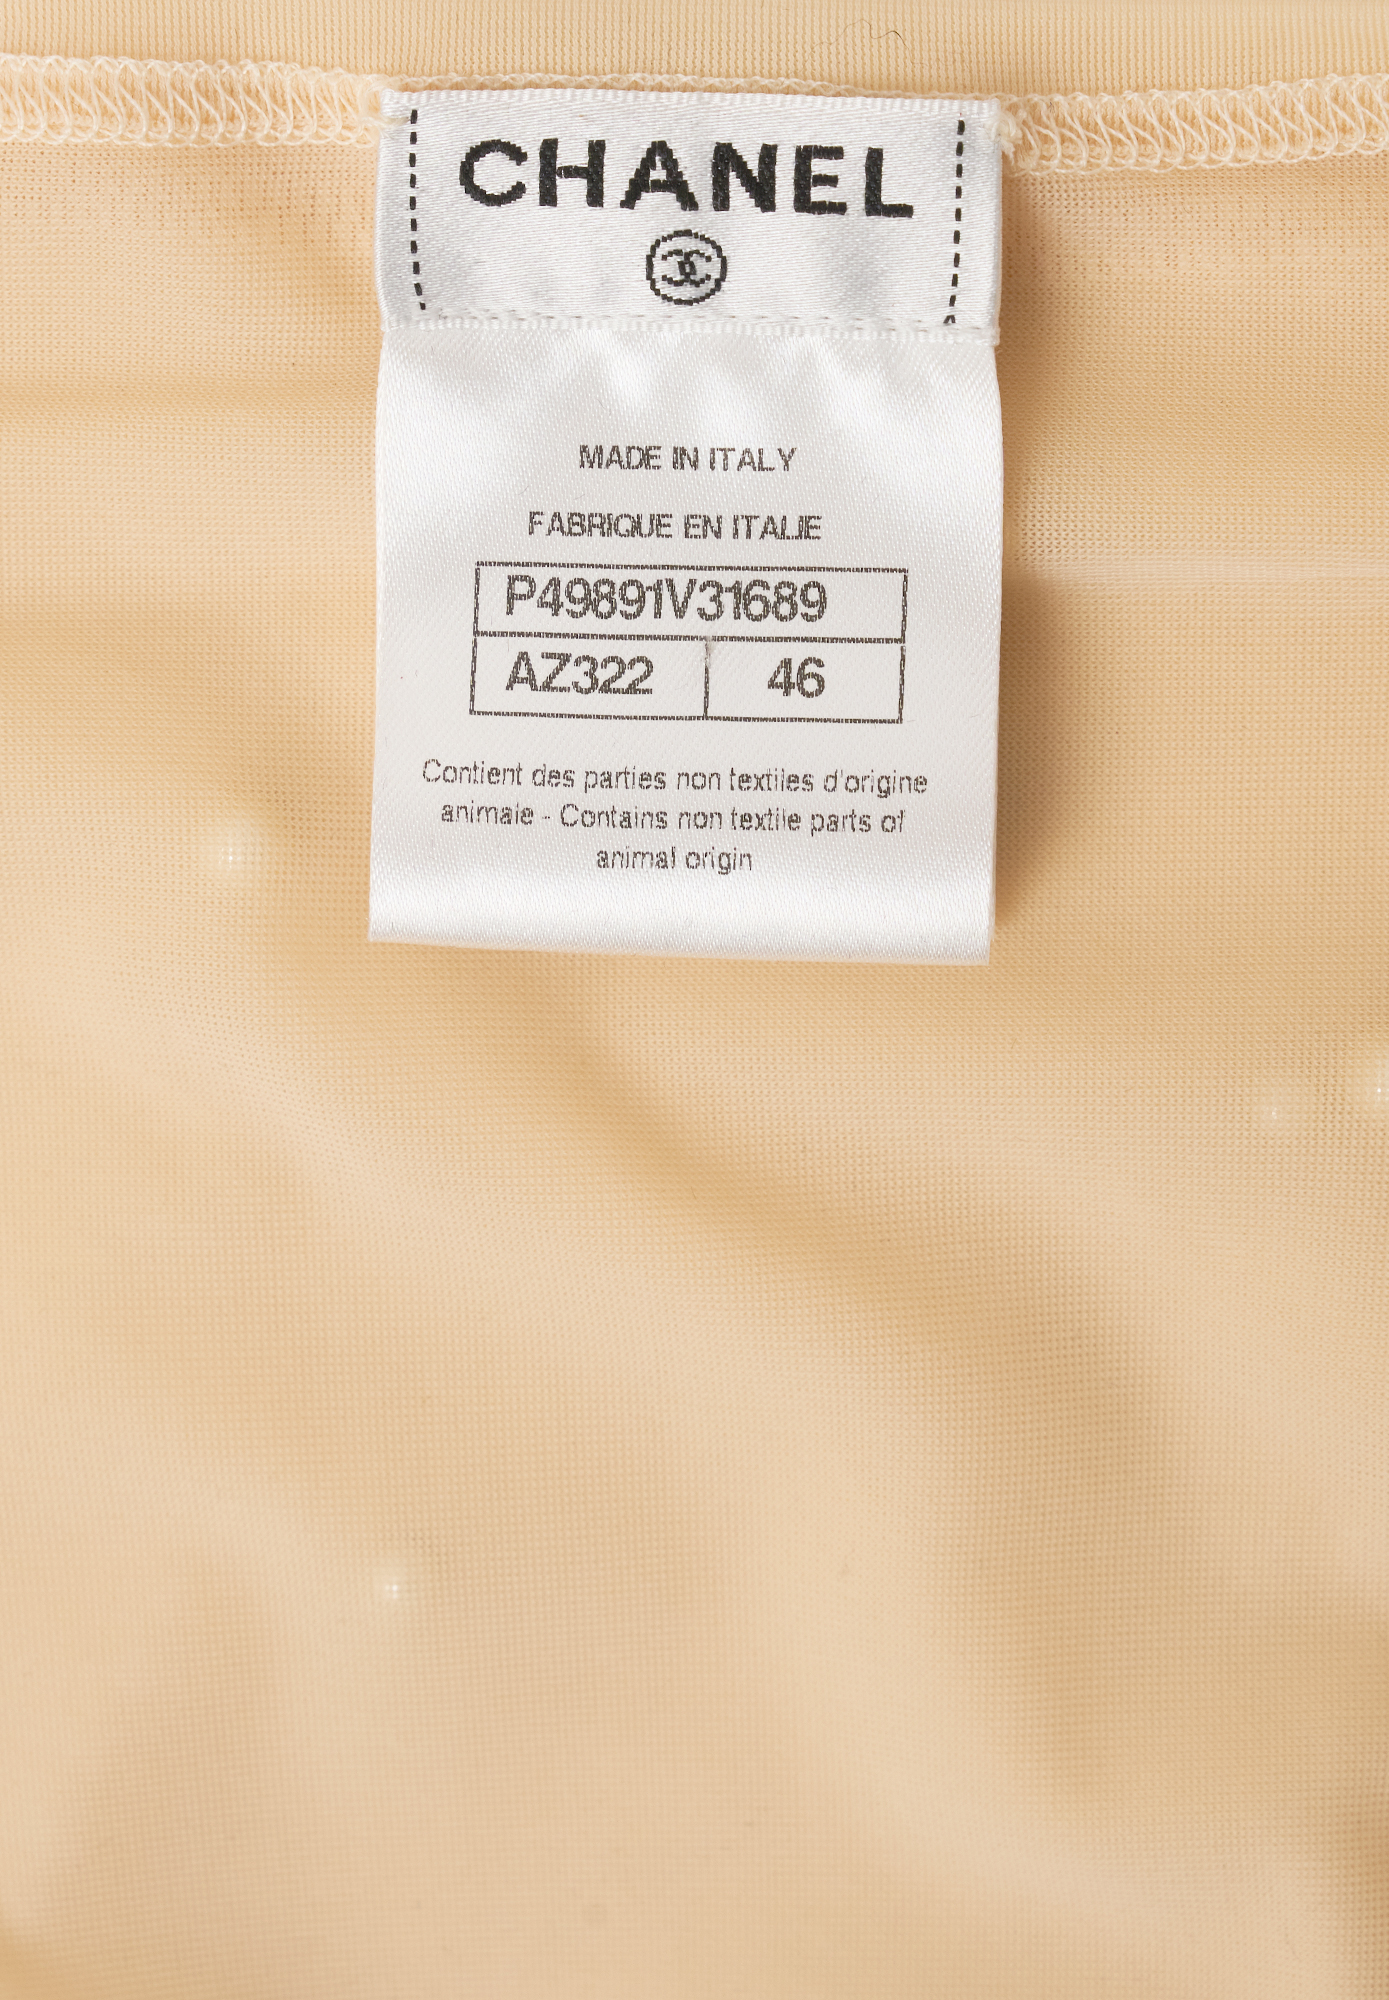 CHANEL
MADE IN ITALY
FABRIQUE EN ITALIE
P49891V31689
AZ322 46
Contient des parties non textiles d'origine
animale - Contains non textile parts of
animal origin